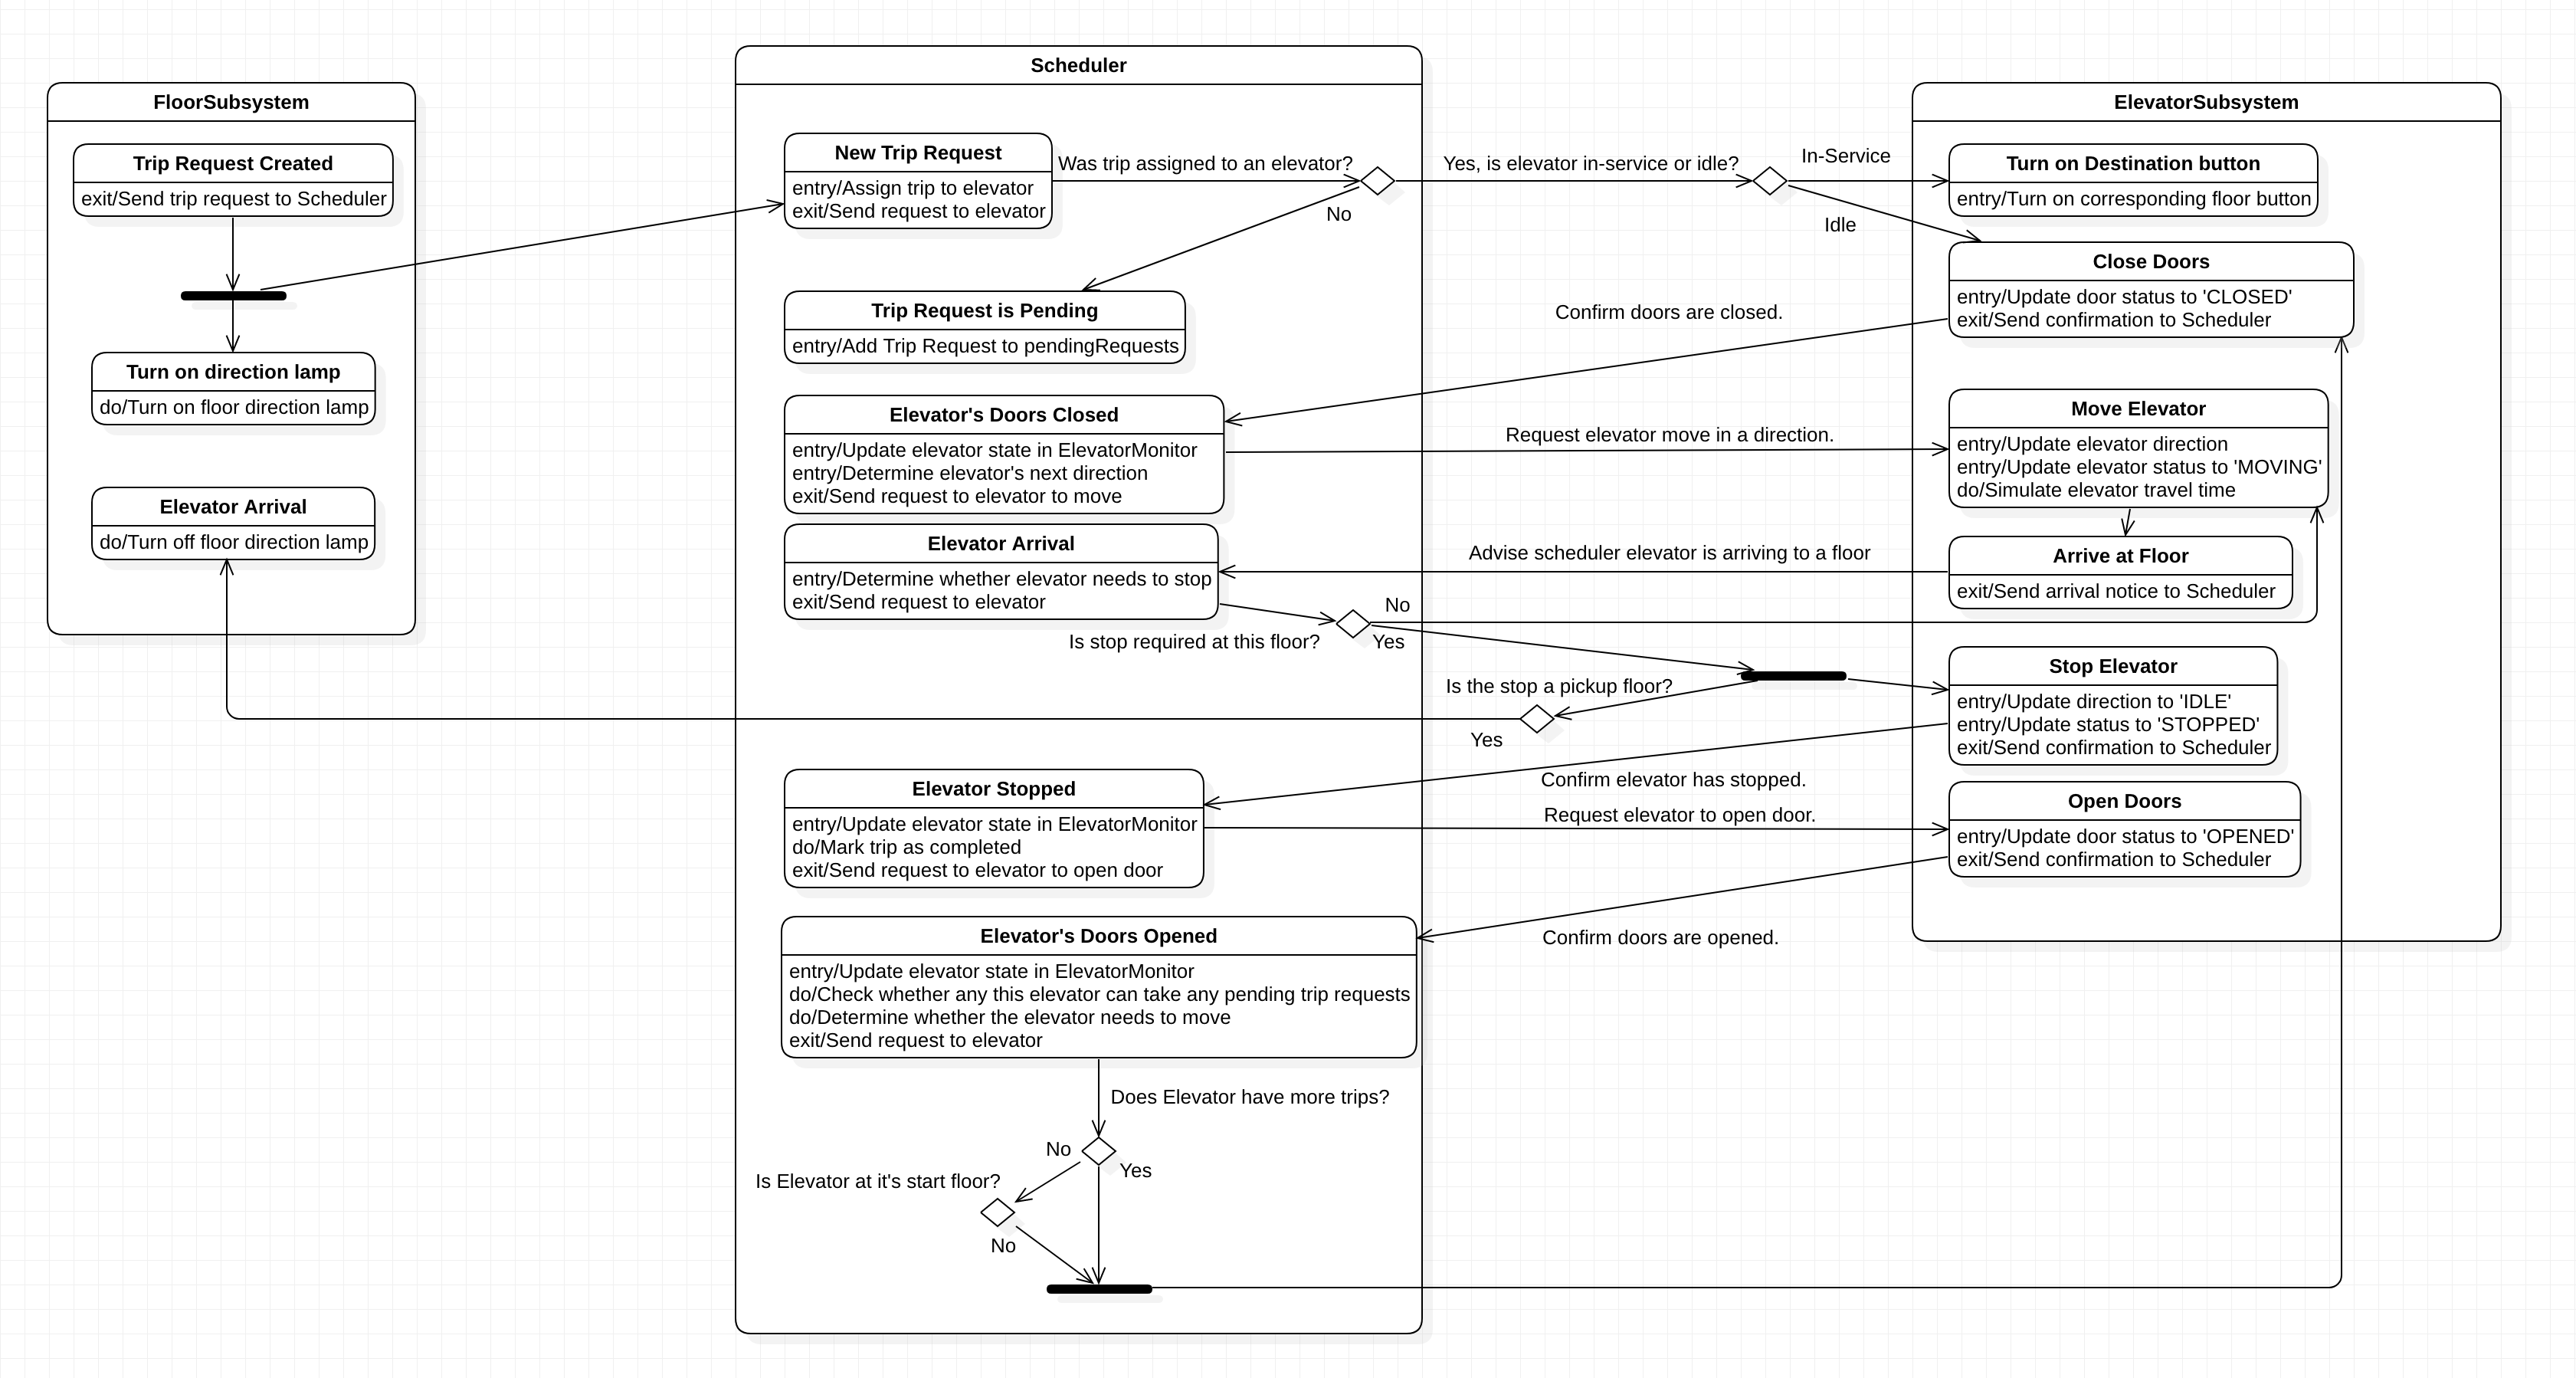 FloorSubsystem
Trip Request Created
exit/Send trip request to Scheduler
Turn on direction lamp
do/Turn on floor direction lamp
Elevator Arrival
do/Turn off floor direction lamp
Scheduler
New Trip Request
entry/Assign trip to elevator
exit/Send request to elevator
Was trip assigned to an elevator?
No
Yes, is elevator in-service or idle?
In-Service
Idle
Trip Request is Pending
entry/Add Trip Request to pendingRequests
Confirm doors are closed.
Elevator's Doors Closed
entry/Update elevator state in ElevatorMonitor
entry/Determine elevator's next direction
exit/Send request to elevator to move
Request elevator move in a direction.
Elevator Arrival
entry/Determine whether elevator needs to stop
exit/Send request to elevator
Advise scheduler elevator is arriving to a floor
Is stop required at this floor?
No
Yes
Is the stop a pickup floor?
Yes
Elevator Stopped
entry/Update elevator state in ElevatorMonitor
do/Mark trip as completed
exit/Send request to elevator to open door
Confirm elevator has stopped.
Request elevator to open door.
Elevator's Doors Opened
entry/Update elevator state in ElevatorMonitor
do/Check whether any this elevator can take any pending trip requests
do/Determine whether the elevator needs to move
exit/Send request to elevator
Confirm doors are opened.
Does Elevator have more trips?
No
Yes
Is Elevator at it's start floor?
No
ElevatorSubsystem
Turn on Destination button
entry/Turn on corresponding floor button
Close Doors
entry/Update door status to 'CLOSED'
exit/Send confirmation to Scheduler
Move Elevator
entry/Update elevator direction
entry/Update elevator status to 'MOVING'
do/Simulate elevator travel time
Arrive at Floor
exit/Send arrival notice to Scheduler
Stop Elevator
entry/Update direction to 'IDLE'
entry/Update status to 'STOPPED'
exit/Send confirmation to Scheduler
Open Doors
entry/Update door status to 'OPENED'
exit/Send confirmation to Scheduler